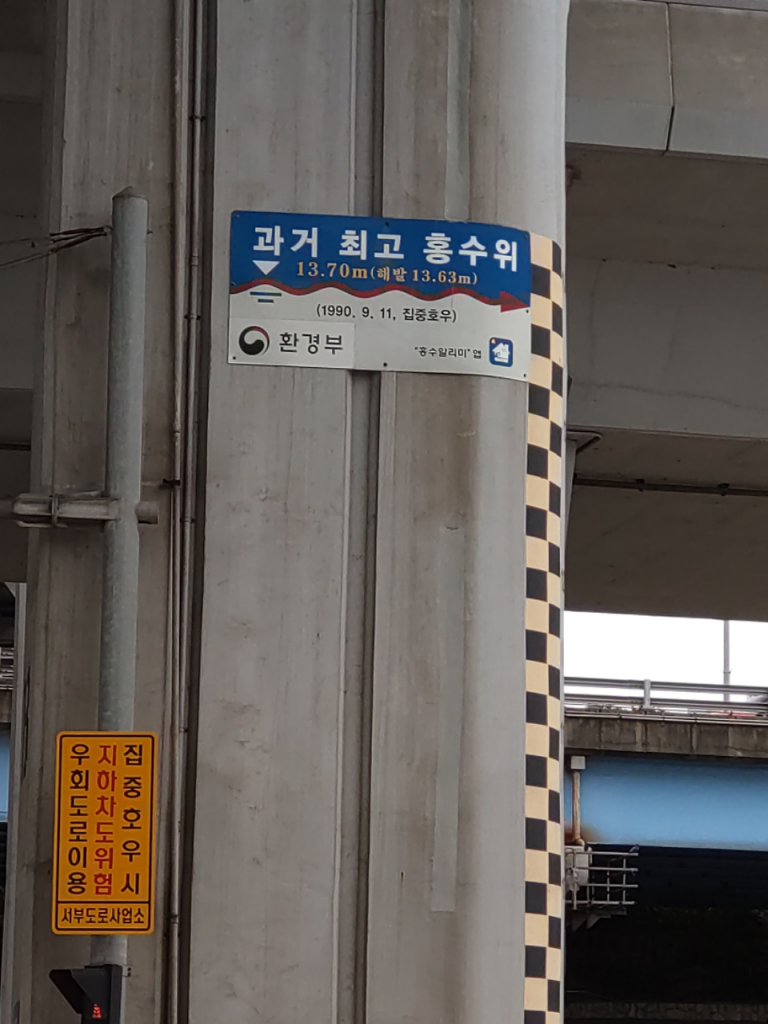 과거 최고 홍수위
13.70m(해발 13.63m)
(1990. 9. 11, 집중호우)
환경부
"홍수알리미" 앱
집중호우시
지하차도위험
우회도로이용
서부도로사업소